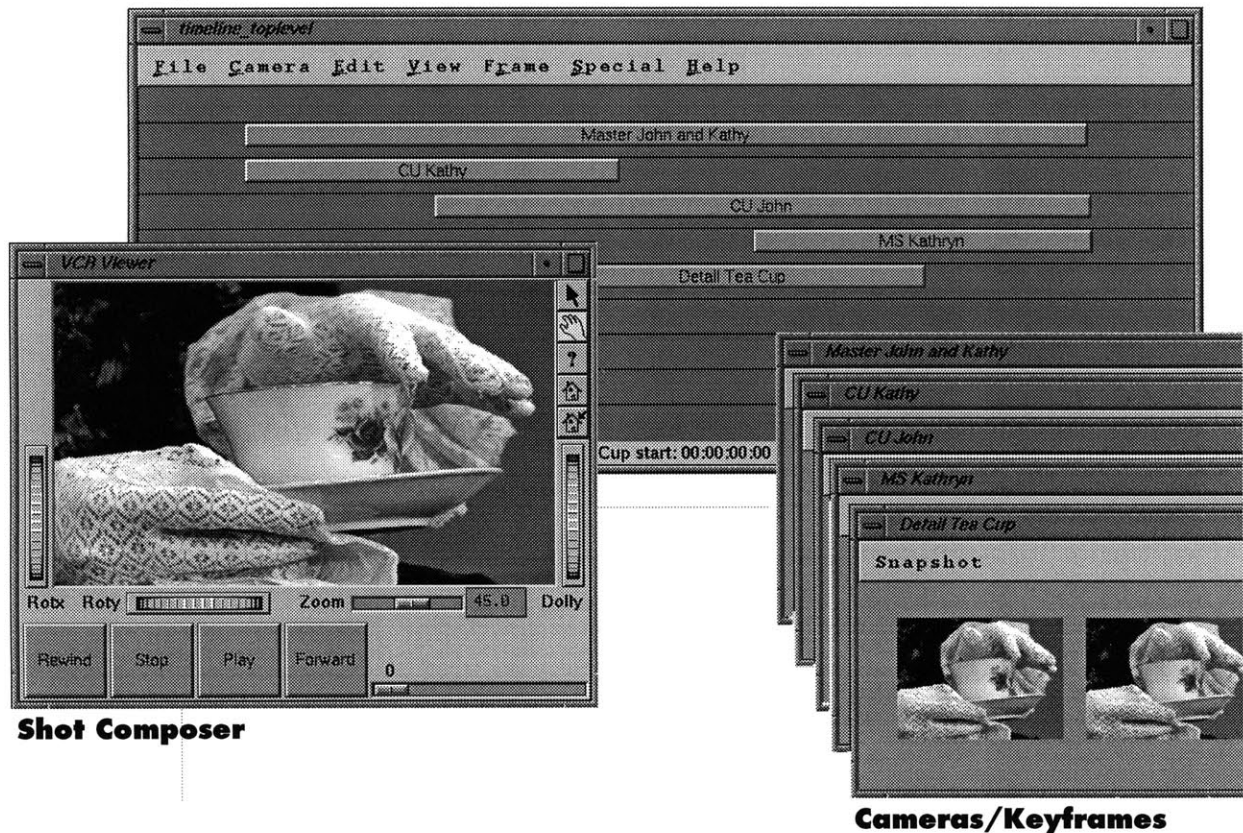 timeline_toplevel
File Camera Edit View Frame Special Help
Master John and Kathy
CU Kathy
CU John
MS Kathryn
Detail Tea Cup
Cup start: 00:00:00:00
VCR Viewer
?
Rotx Roty Zoom 45.0 Dolly
Rewind Stop Play Forward
0
Shot Composer
Master John and Kathy
CU Kathy
CU John
MS Kathryn
Detail Tea Cup
Snapshot
Cameras/Keyframes